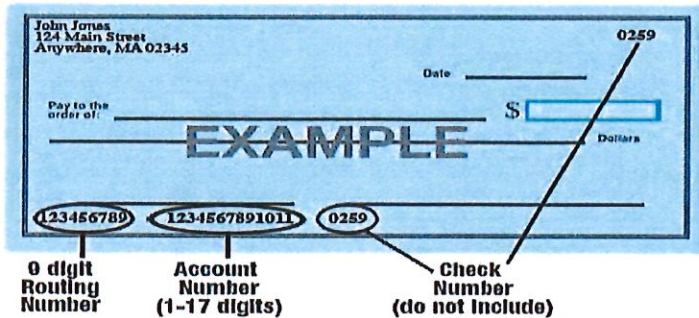 John Jones
124 Main Street
Anywhere, MA 02345
0259
Date
Pay to the
order of:
$
EXAMPLE
Dollars
123456789 1234567891011 0259
9 digit
Routing
Number
Account
Number
(1-17 digits)
Check
Number
(do not include)